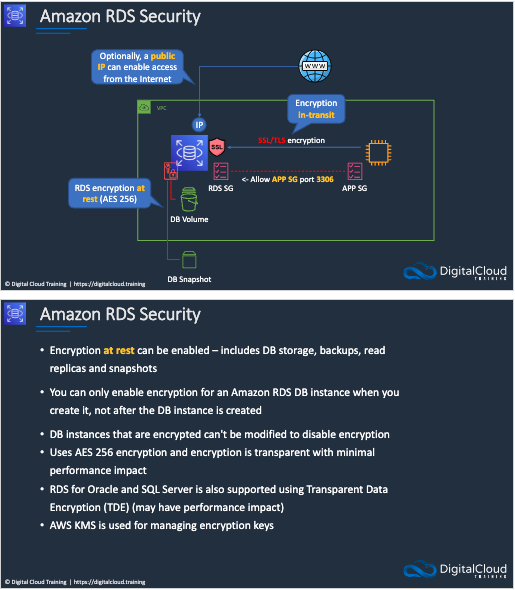 Amazon RDS Security
Optionally, a public
IP can enable access
from the Internet
WWW
Encryption
in-transit
VPC
IP
SSL/TLS encryption
SSL
RDS encryption at
rest (AES 256)
RDS SG
<- Allow APP SG port 3306
APP SG
DB Volume
DB Snapshot
© Digital Cloud Training | https://digitalcloud.training
DigitalCloud
TRAINING
Amazon RDS Security
• Encryption at rest can be enabled – includes DB storage, backups, read
replicas and snapshots
• You can only enable encryption for an Amazon RDS DB instance when you
create it, not after the DB instance is created
• DB instances that are encrypted can't be modified to disable encryption
• Uses AES 256 encryption and encryption is transparent with minimal
performance impact
• RDS for Oracle and SQL Server is also supported using Transparent Data
Encryption (TDE) (may have performance impact)
• AWS KMS is used for managing encryption keys
© Digital Cloud Training | https://digitalcloud.training
DigitalCloud
TRAINING